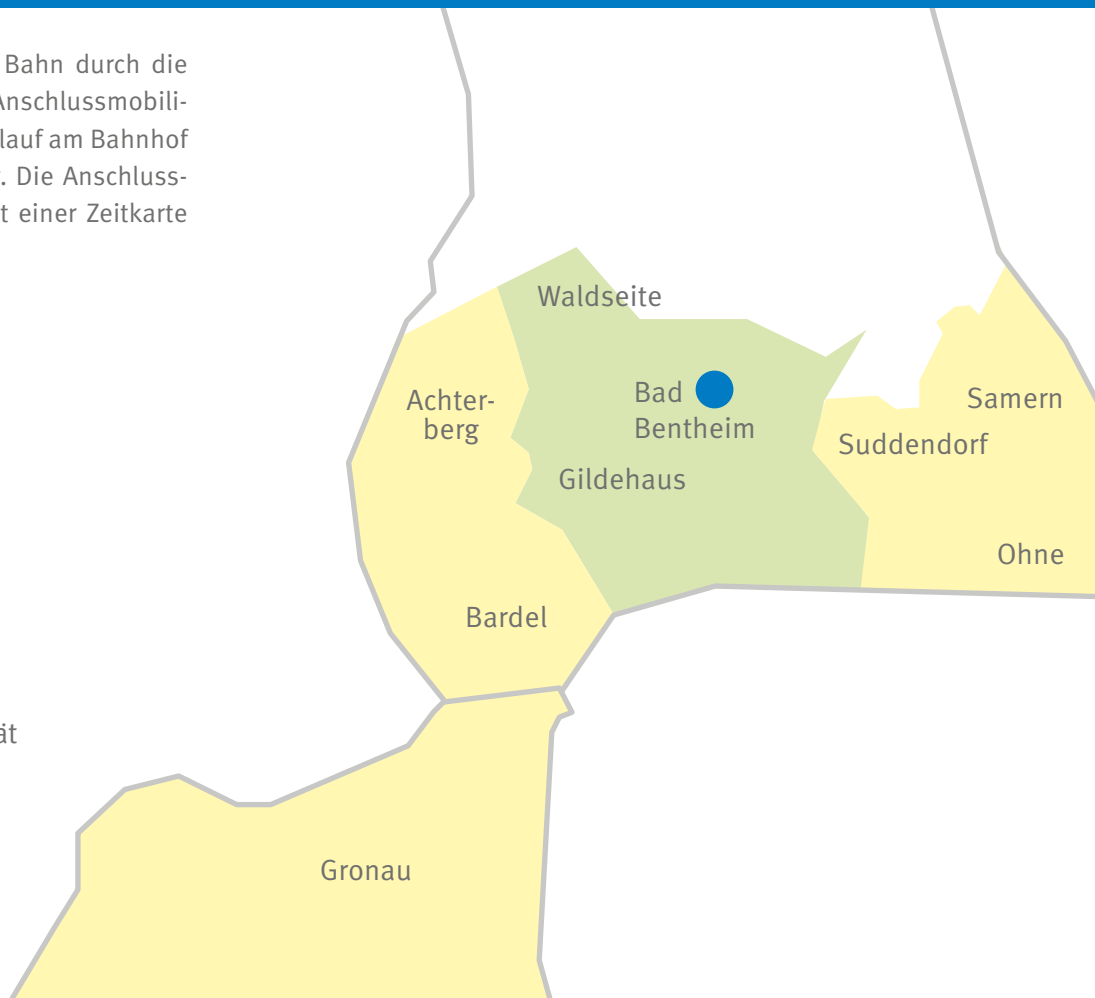 Bahn durch die
Anschlussmobili-
lauf am Bahnhof
. Die Anschluss-
t einer Zeitkarte
Waldseite
Achter-
berg
Bad
Bentheim
Samern
Suddendorf
Gildehaus
Ohne
Bardel
ät
Gronau